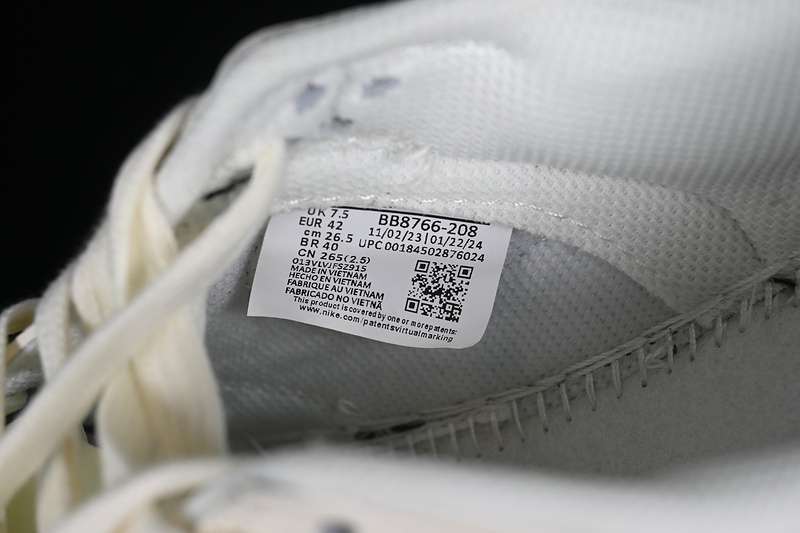 UK 7.5
EUR 42
cm 26.5
BR 40
CN 265(2.5)
BB8766-208
11/02/23|01/22/24
UPC 00184502876024
MADE IN VIETNAM
HECHO EN VIETNAM
FABRIQUE AU VIETNAM
FABRICADO NO VIETNÃ
This product is covered by one or more patents:
www.nike.com/patentsvirtualmarking